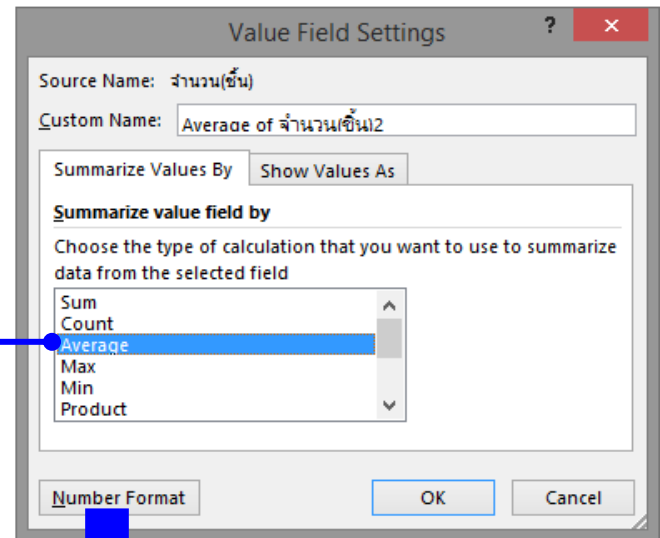 Value Field Settings
? ×
Source Name: จำนวน(ชิ้น)
Custom Name: Average of จำนวน(ชิ้น)2
Summarize Values By Show Values As
Summarize value field by
Choose the type of calculation that you want to use to summarize
data from the selected field
Sum
Count
Average
Max
Min
Product
Number Format OK Cancel